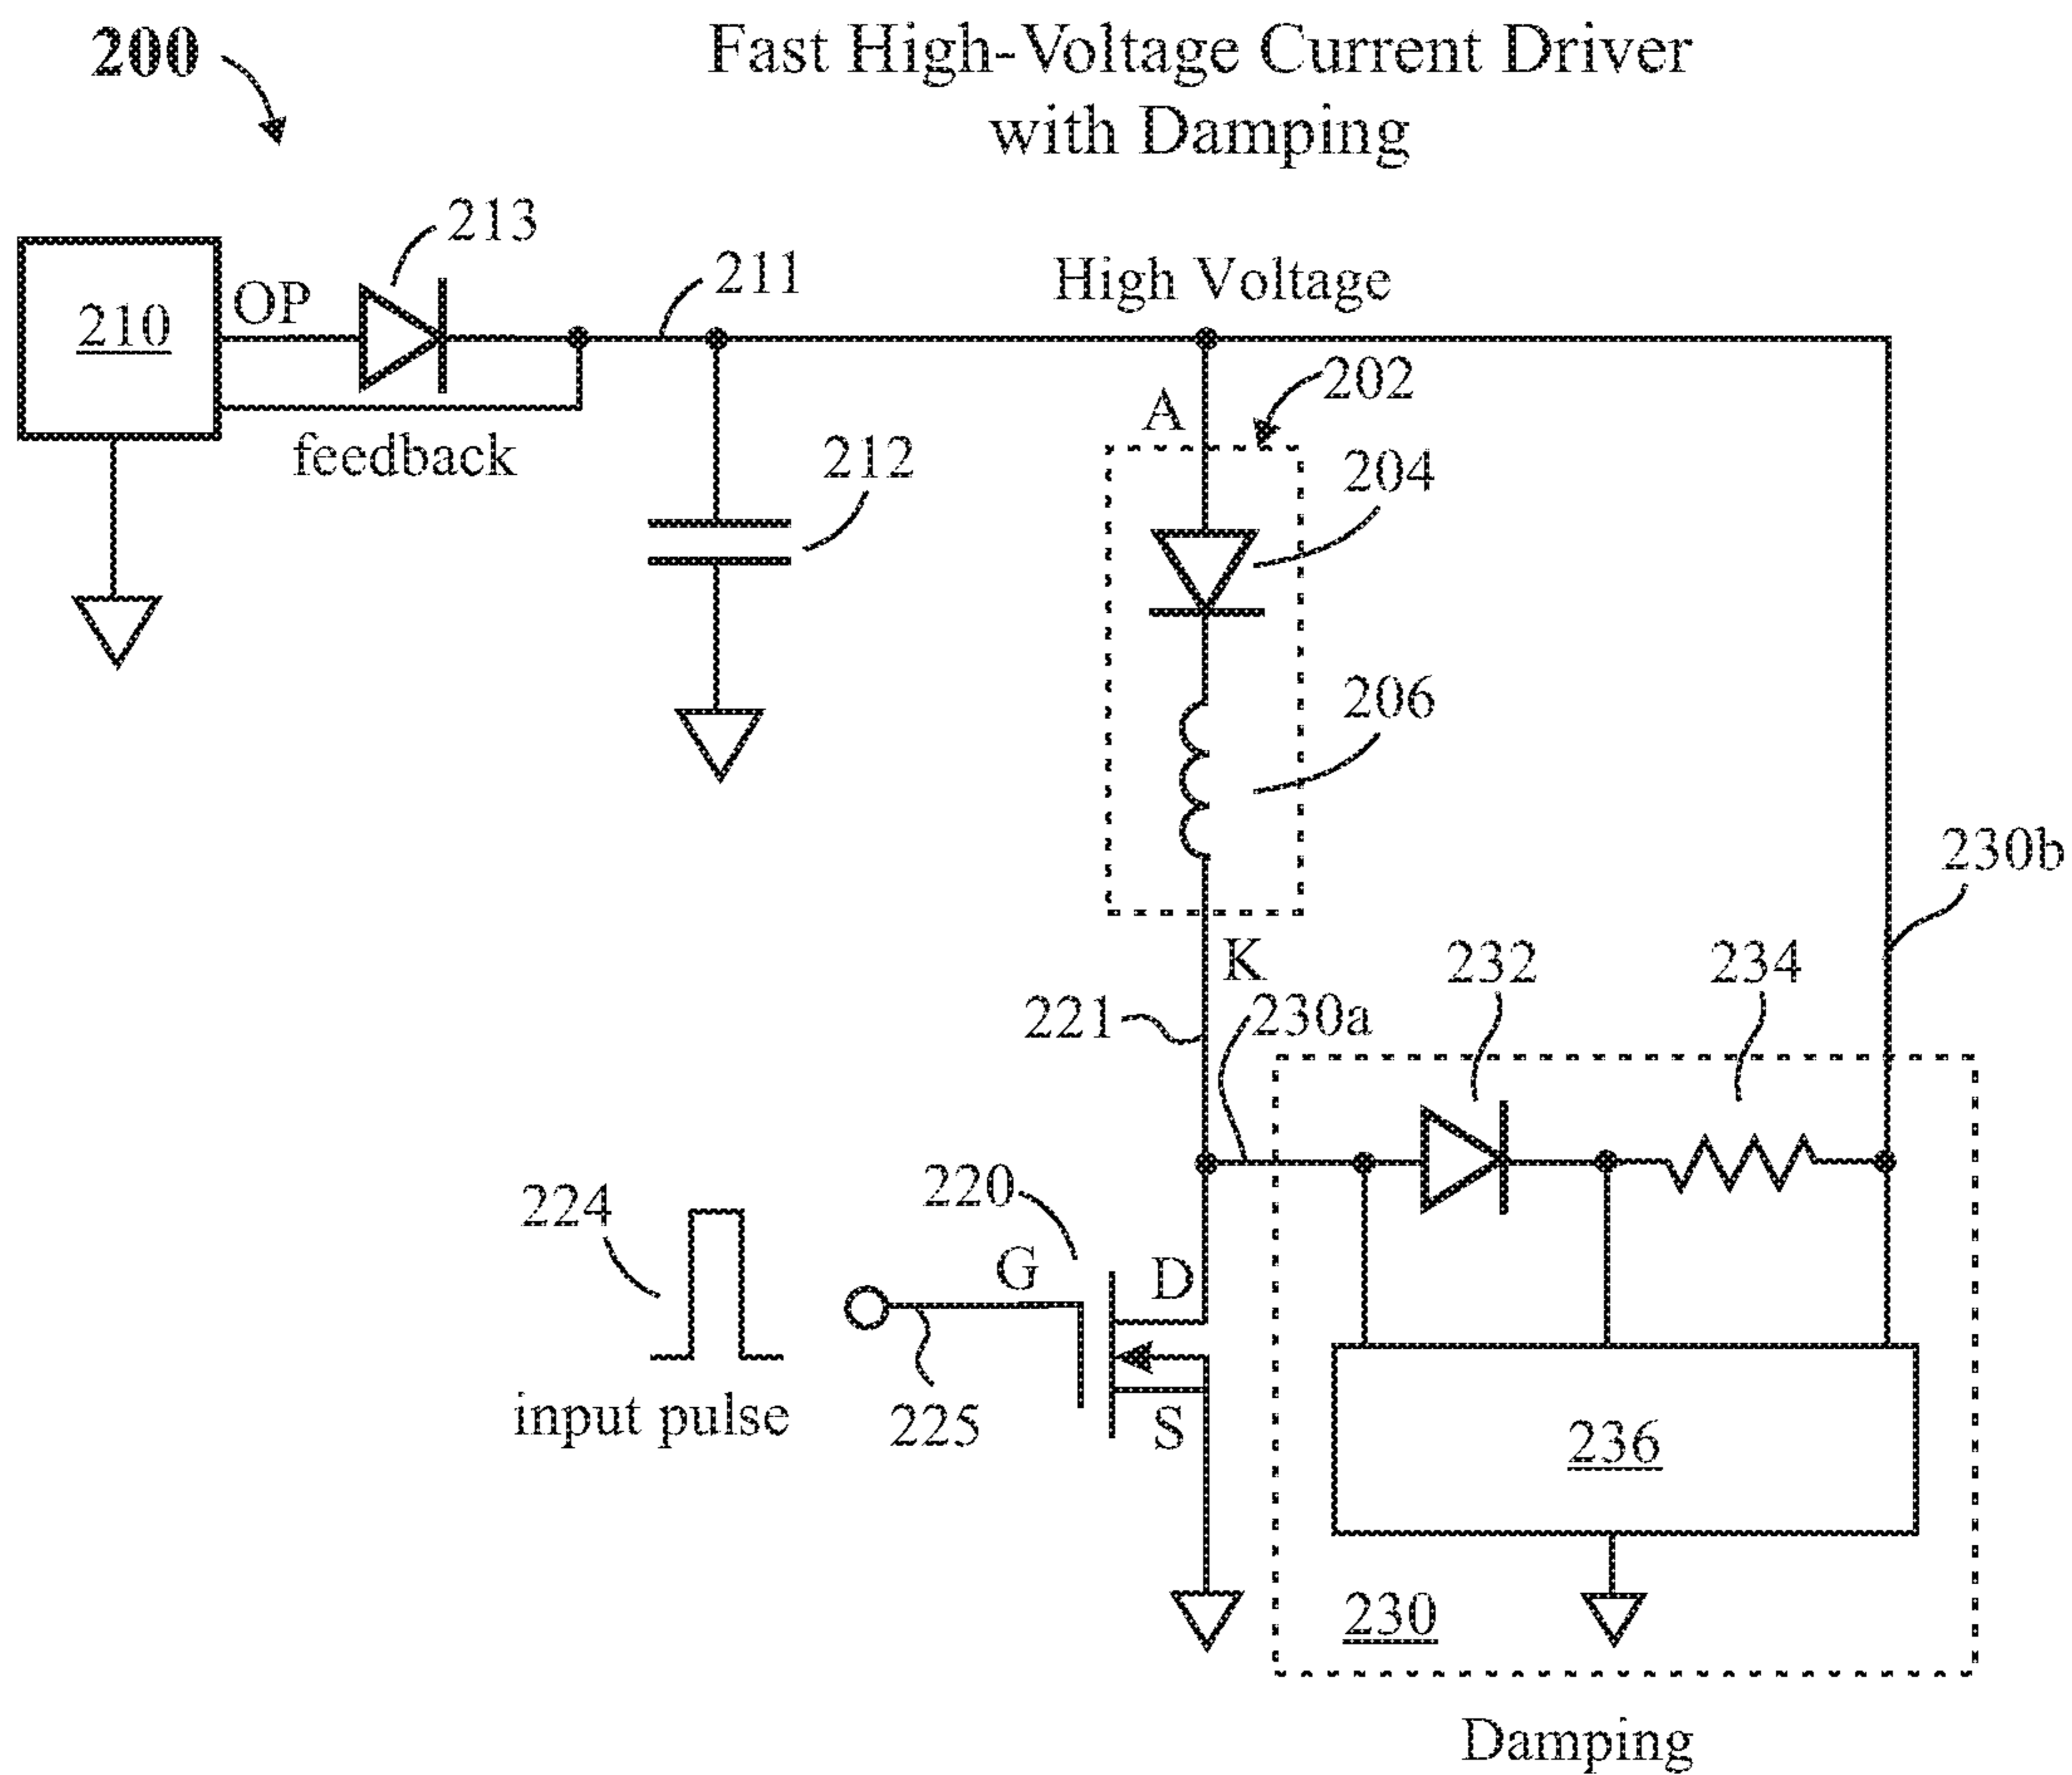 200
Fast High-Voltage Current Driver
with Damping
213
OP
210
211
High Voltage
feedback
A
202
204
212
206
230b
K
232
234
221
230a
224
220
G
D
input pulse
225
S
236
230
Damping